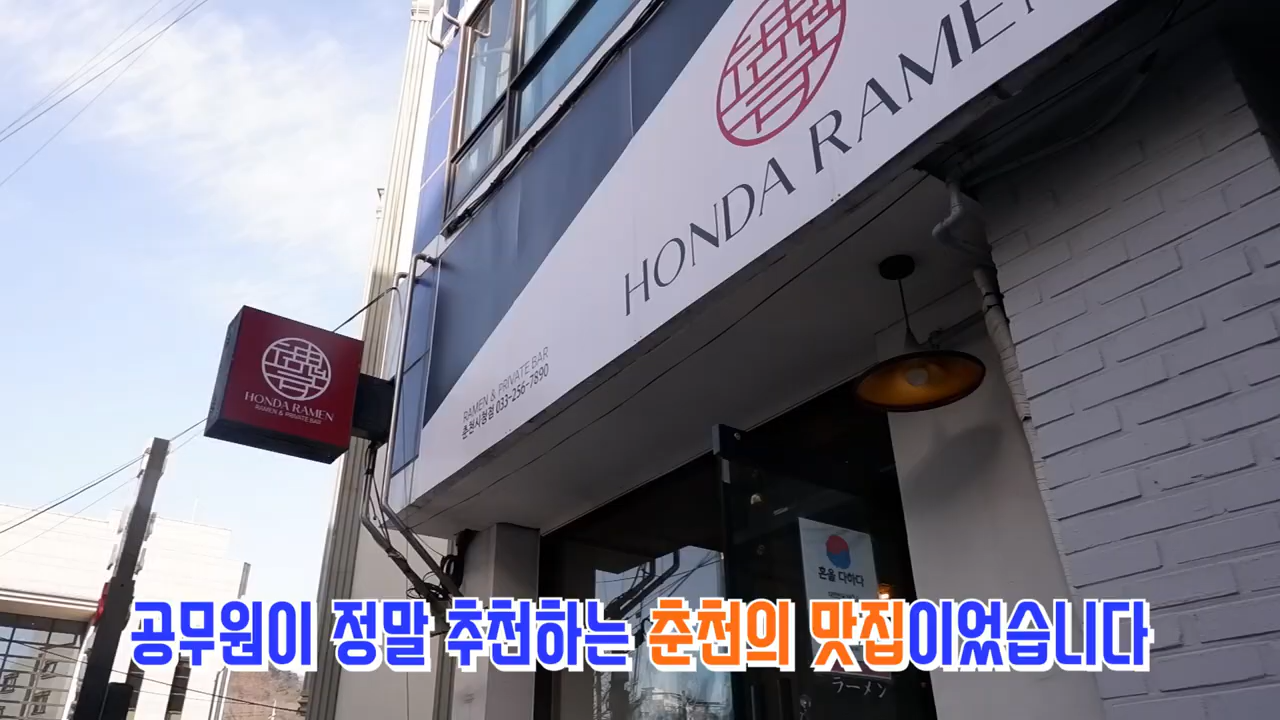 HONDA RAMEN
RAMEN & PRIVATE BAR
춘천시청점 033-256-7890
HONDA RAMEN
RAMEN & PRIVATE BAR
혼을 다하다
공무원이 정말 추천하는 춘천의 맛집이었습니다
ラーメン